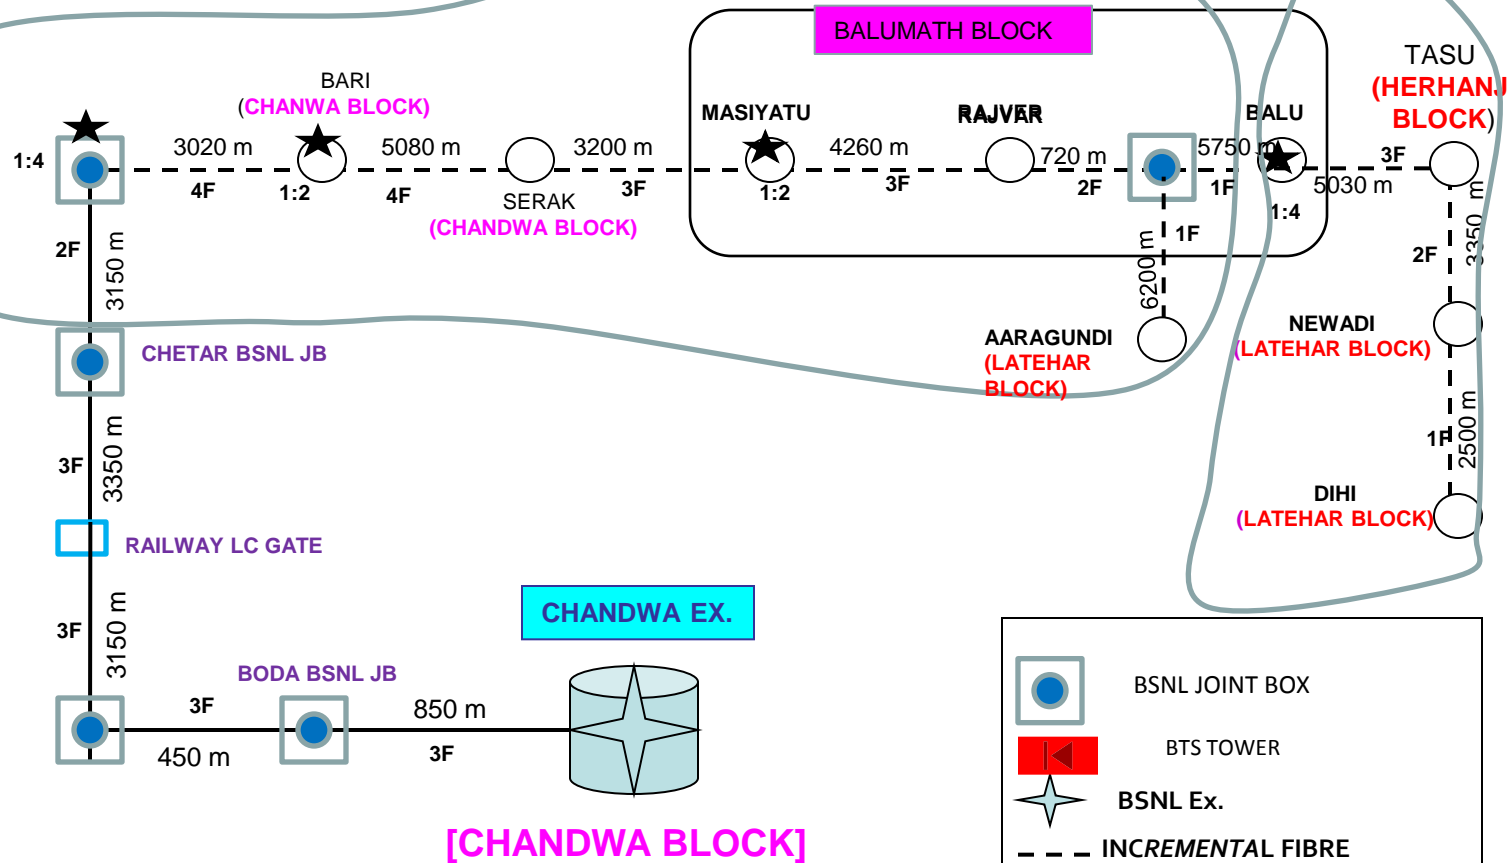 BALUMATH BLOCK
TASU
(HERHANJ
BLOCK)
BARI
(CHANWA BLOCK)
MASIYATU
RAJVAR
BALU
1:4
3020 m
5080 m
3200 m
4260 m
720 m
5750 m
3F
4F
1:2
4F
3F
1:2
3F
2F
1F
5030 m
1:4
SERAK
(CHANDWA BLOCK)
2F
3150 m
1F
6200 m
2F
3350 m
CHETAR BSNL JB
AARAGUNDI
(LATEHAR
BLOCK)
NEWADI
(LATEHAR BLOCK)
3F
3350 m
1F
2500 m
DIHI
(LATEHAR BLOCK)
RAILWAY LC GATE
CHANDWA EX.
3F
3150 m
BODA BSNL JB
3F
850 m
450 m
3F
[CHANDWA BLOCK]
BSNL JOINT BOX
BTS TOWER
BSNL Ex.
INCREMENTAL FIBRE